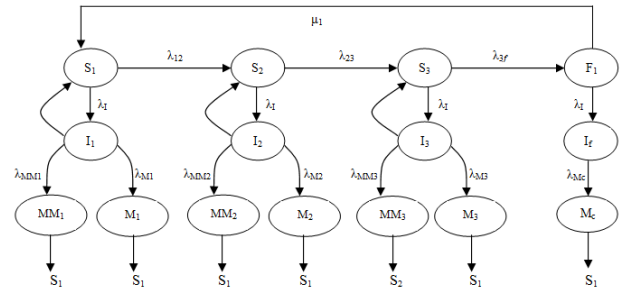 μ₁
S₁ λ₁₂ S₂ λ₂₃ S₃ λ₃f F₁
λI λI λI λI
I₁ I₂ I₃ If
λMM1 λM1 λMM2 λM2 λMM3 λM3 λMc
MM₁ M₁ MM₂ M₂ MM₃ M₃ Mc
S₁ S₁ S₁ S₁ S₂ S₁ S₁